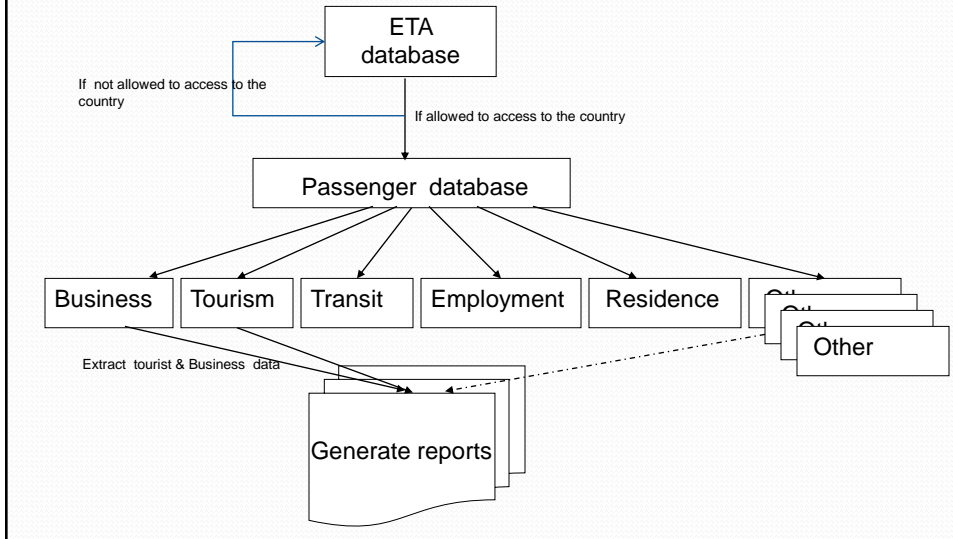 ETA
database
If not allowed to access to the
country
If allowed to access to the country
Passenger database
Business
Tourism
Transit
Employment
Residence
Other
Extract tourist & Business data
Generate reports